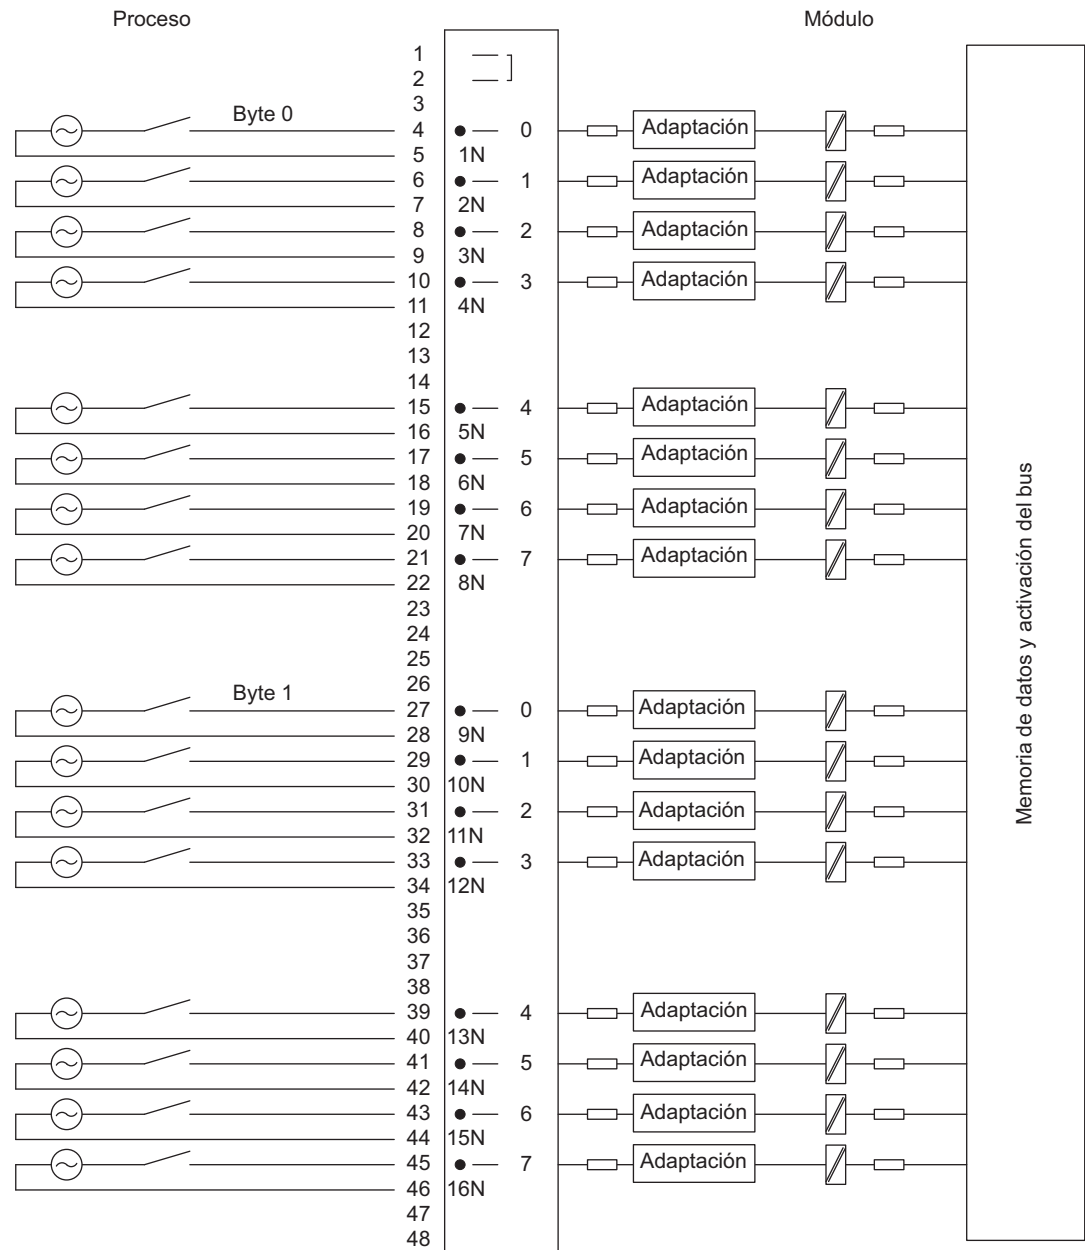 Proceso Módulo
1
2
3
Byte 0
4 0 Adaptación
5 1N
6 1 Adaptación
7 2N
8 2 Adaptación
9 3N
10 3 Adaptación
11 4N
12
13
14
15 4 Adaptación
16 5N
17 5 Adaptación
18 6N
19 6 Adaptación
20 7N
21 7 Adaptación
22 8N
23
24
25
26
Byte 1
27 0 Adaptación
28 9N
29 1 Adaptación
30 10N
31 2 Adaptación
32 11N
33 3 Adaptación
34 12N
35
36
37
38
39 4 Adaptación
40 13N
41 5 Adaptación
42 14N
43 6 Adaptación
44 15N
45 7 Adaptación
46 16N
47
48
Memoria de datos y activación del bus